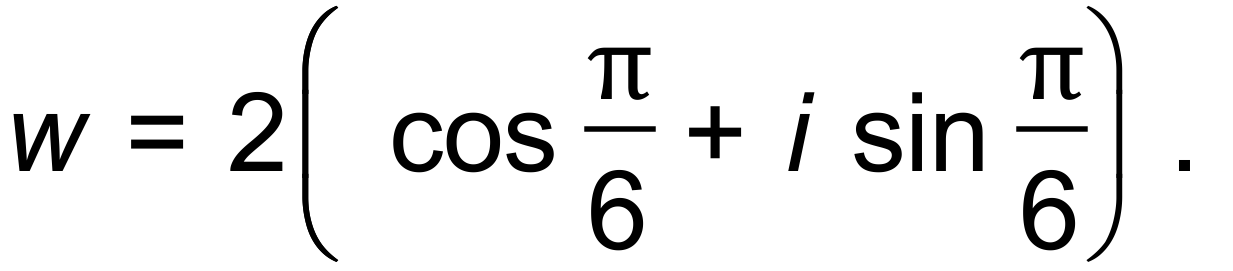 w = 2( cos π/6 + i sin π/6 ) .